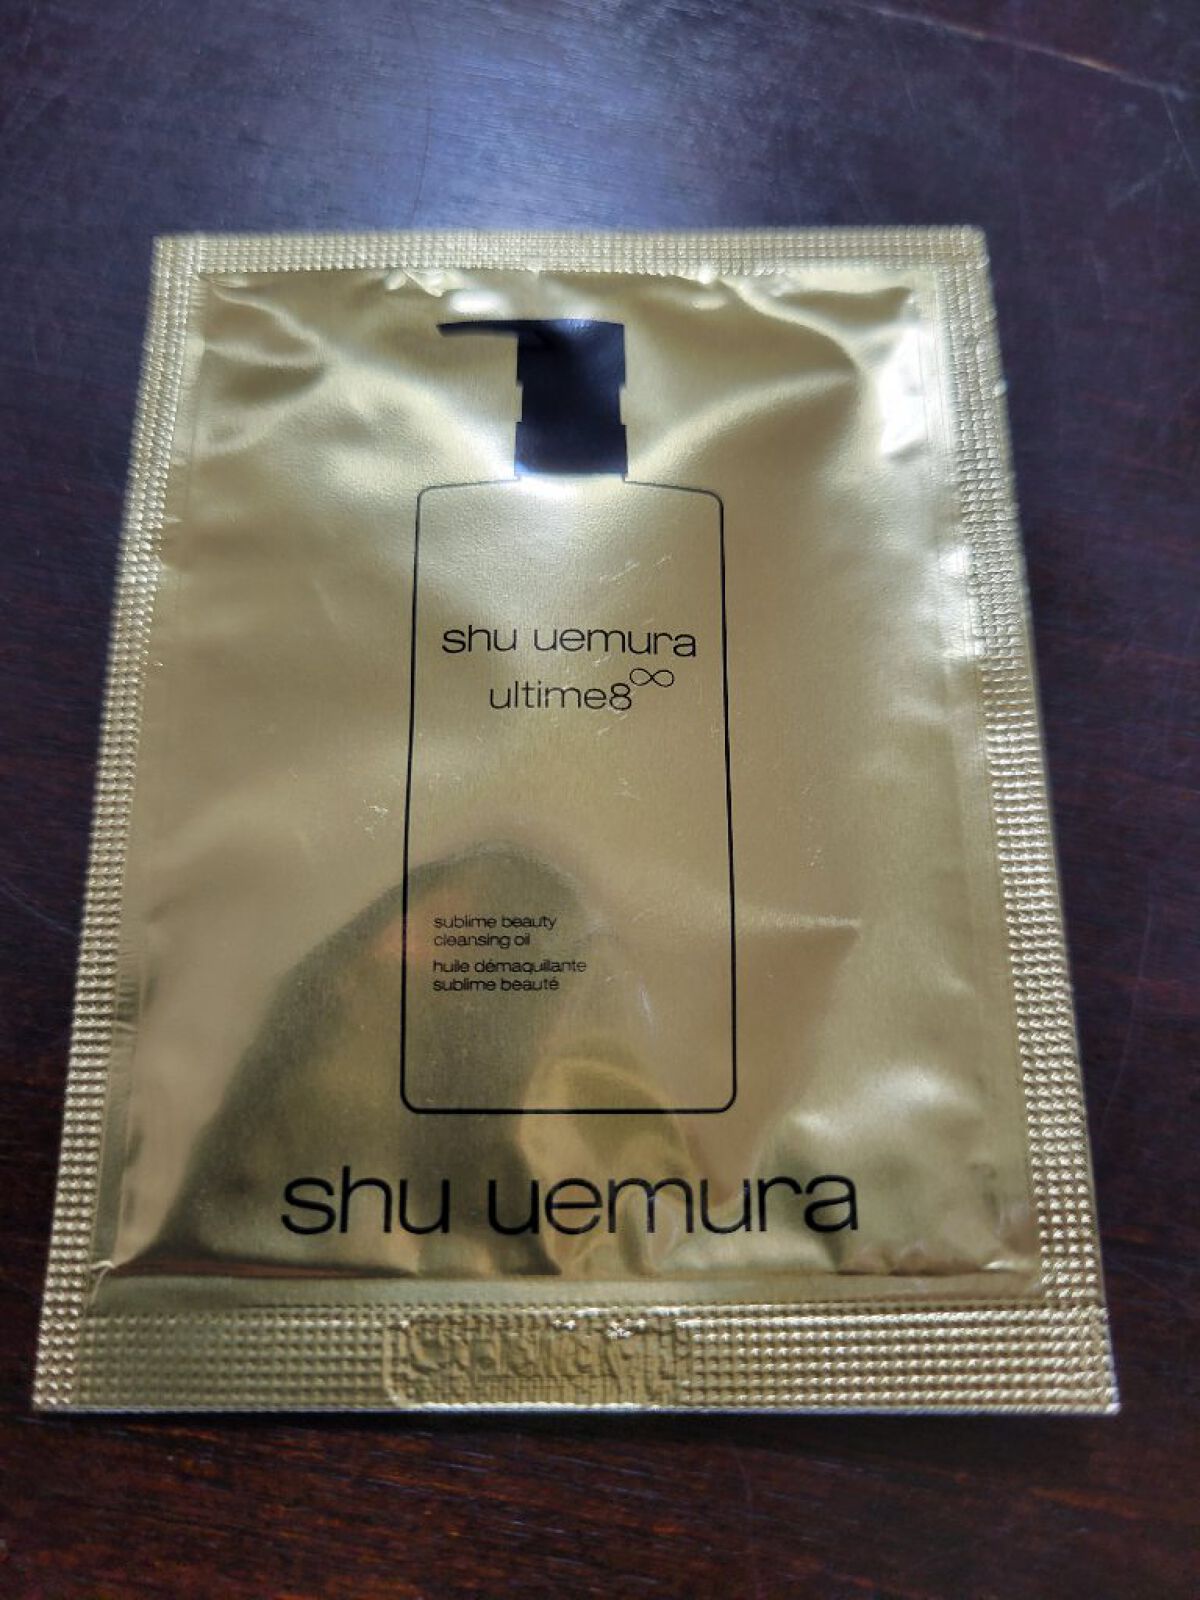 shu uemura
ultime8∞
sublime beauty
cleansing oil
huile démaquillante
sublime beauté
shu uemura